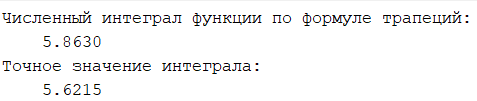 Численный интеграл функции по формуле трапеций:
5.8630
Точное значение интеграла:
5.6215